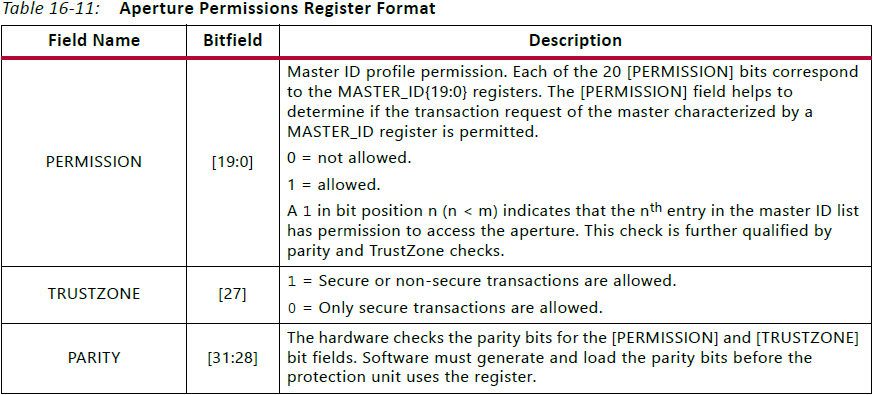 Table 16-11: Aperture Permissions Register Format
Field Name Bitfield Description
Master ID profile permission. Each of the 20 [PERMISSION] bits correspond
to the MASTER_ID{19:0} registers. The [PERMISSION] field helps to
determine if the transaction request of the master characterized by a
MASTER_ID register is permitted.
PERMISSION [19:0] 0 = not allowed.
1 = allowed.
A 1 in bit position n (n < m) indicates that the nth entry in the master ID list
has permission to access the aperture. This check is further qualified by
parity and TrustZone checks.
TRUSTZONE [27] 1 = Secure or non-secure transactions are allowed.
0 = Only secure transactions are allowed.
The hardware checks the parity bits for the [PERMISSION] and [TRUSTZONE]
PARITY [31:28] bit fields. Software must generate and load the parity bits before the
protection unit uses the register.